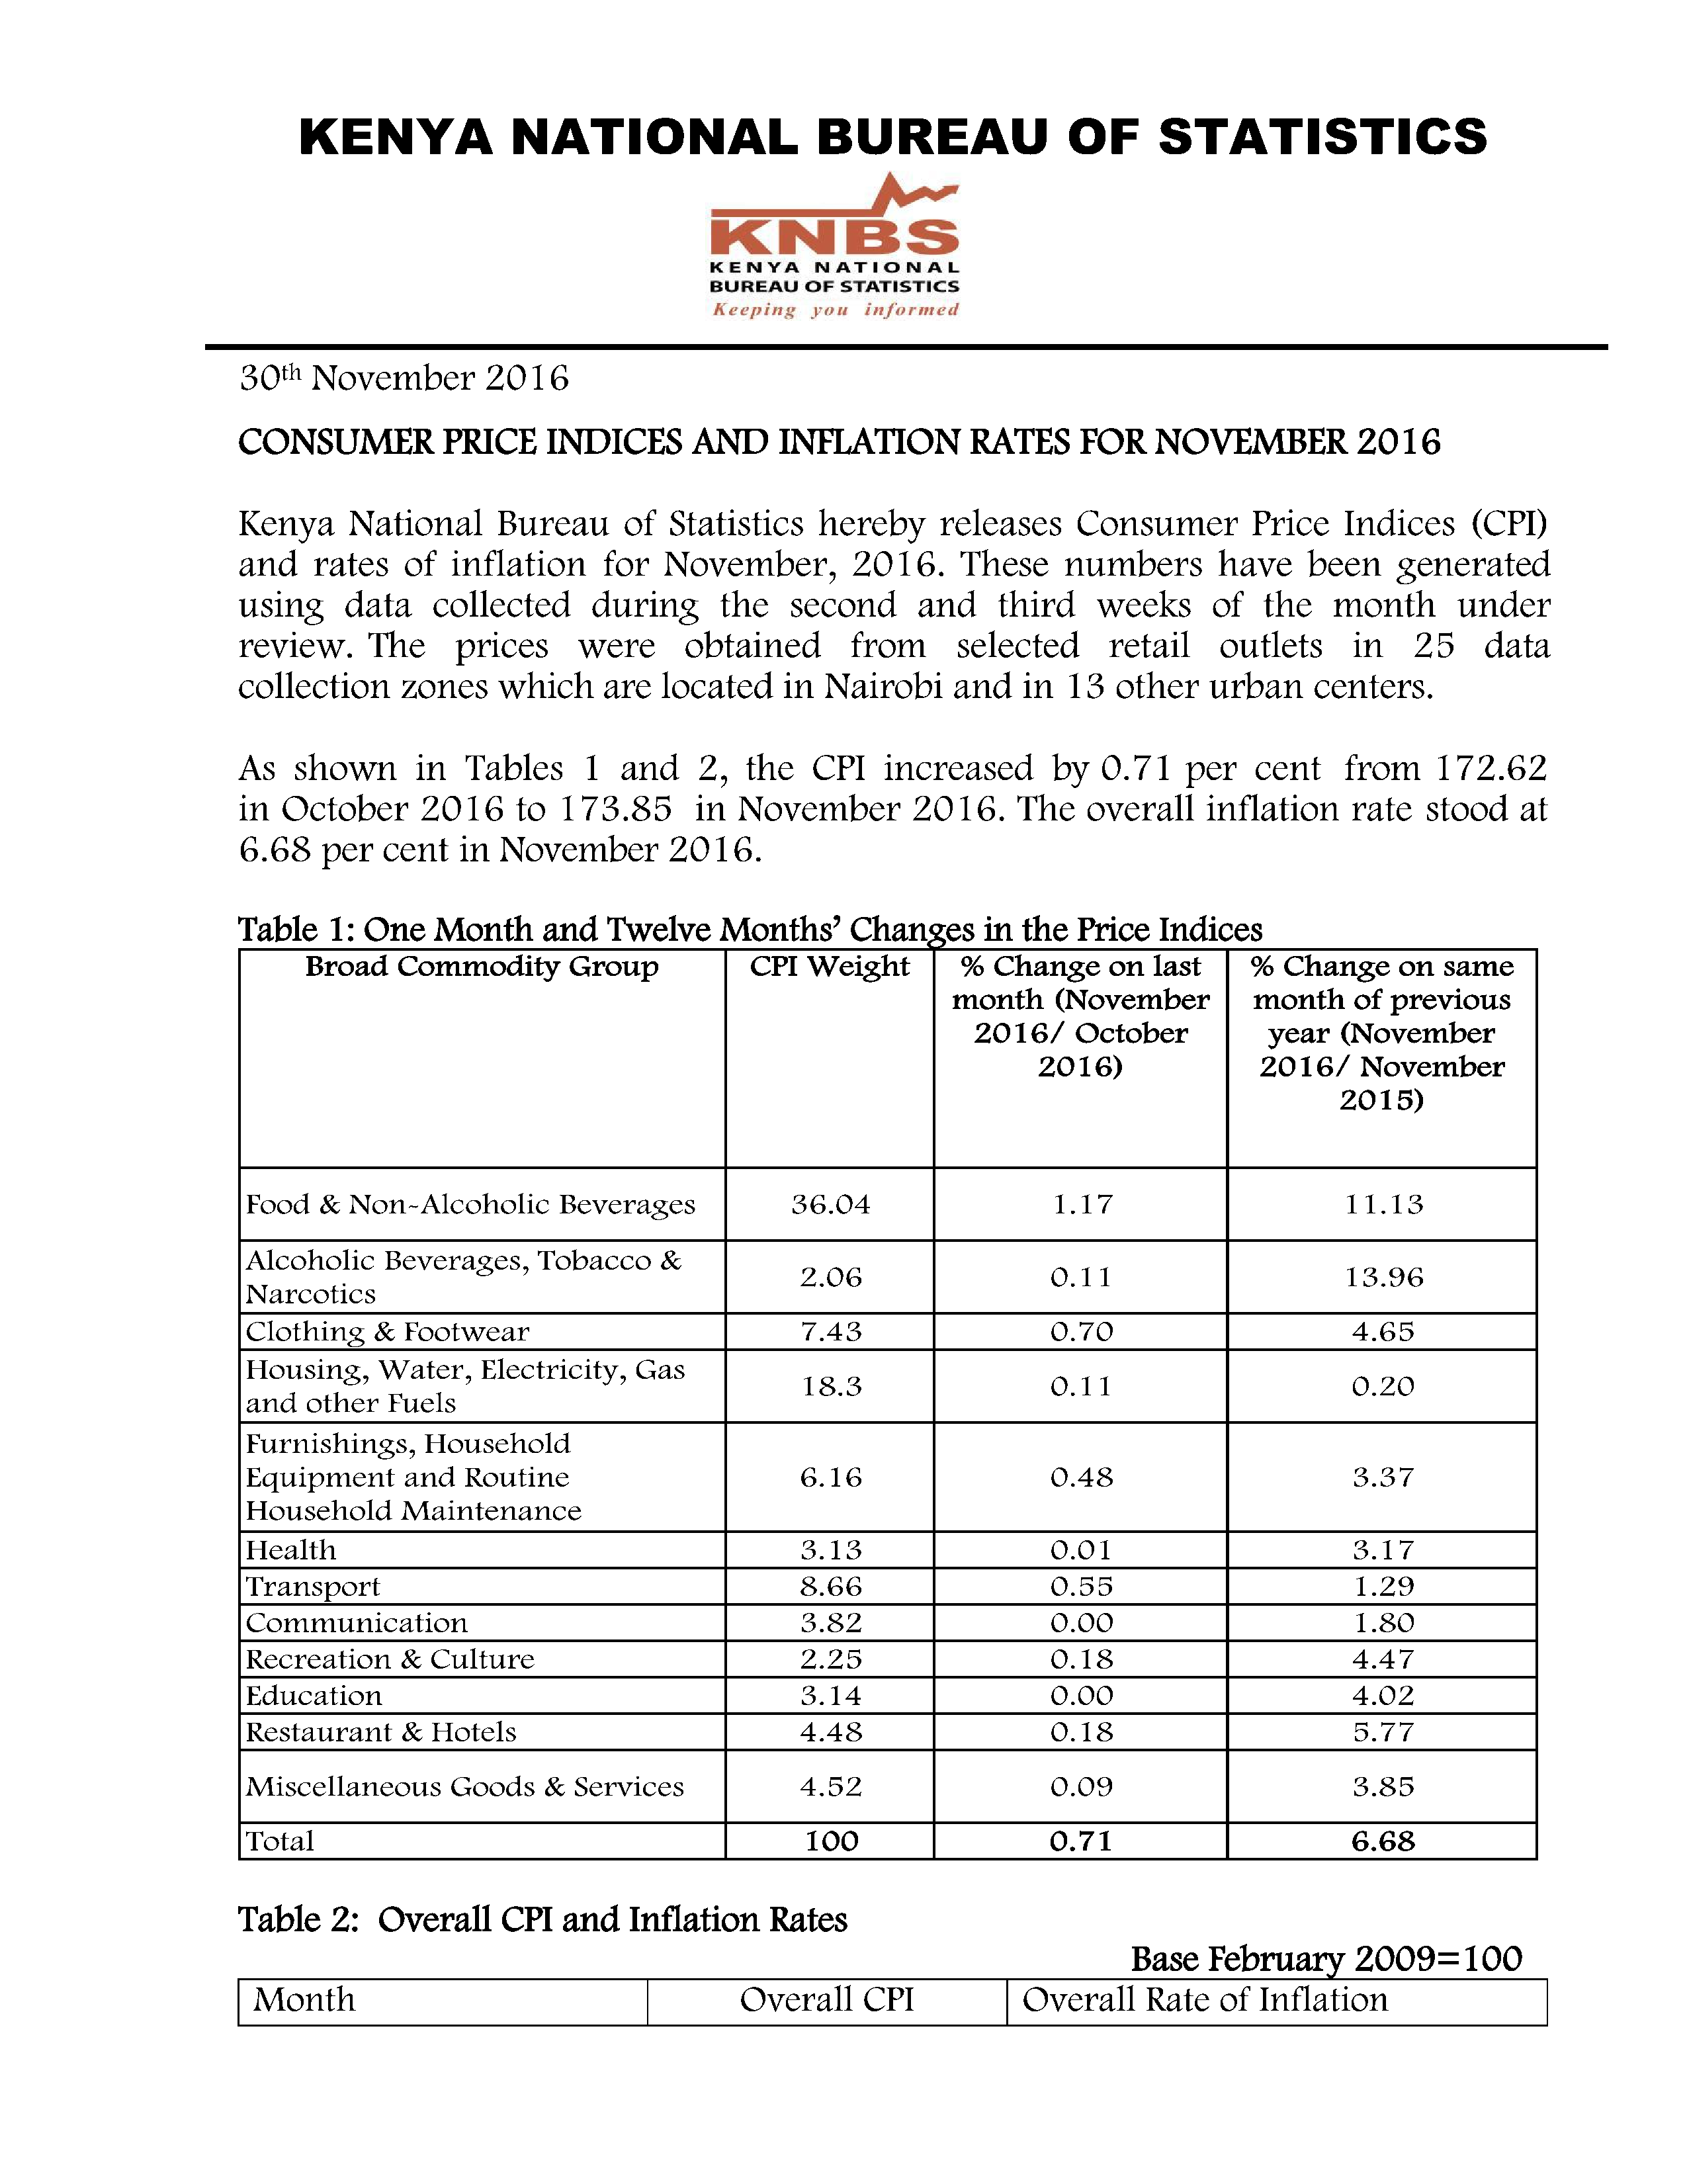 KENYA NATIONAL BUREAU OF STATISTICS
KNBS
KENYA NATIONAL
BUREAU OF STATISTICS
Keeping you informed
30th November 2016
CONSUMER PRICE INDICES AND INFLATION RATES FOR NOVEMBER 2016
Kenya National Bureau of Statistics hereby releases Consumer Price Indices (CPI)
and rates of inflation for November, 2016. These numbers have been generated
using data collected during the second and third weeks of the month under
review. The prices were obtained from selected retail outlets in 25 data
collection zones which are located in Nairobi and in 13 other urban centers.
As shown in Tables 1 and 2, the CPI increased by 0.71 per cent from 172.62
in October 2016 to 173.85 in November 2016. The overall inflation rate stood at
6.68 per cent in November 2016.
Table 1: One Month and Twelve Months’ Changes in the Price Indices
Broad Commodity Group CPI Weight % Change on last % Change on same
month (November month of previous
2016/ October year (November
2016) 2016/ November
2015)
Food & Non-Alcoholic Beverages 36.04 1.17 11.13
Alcoholic Beverages, Tobacco &
Narcotics 2.06 0.11 13.96
Clothing & Footwear 7.43 0.70 4.65
Housing, Water, Electricity, Gas
and other Fuels 18.3 0.11 0.20
Furnishings, Household
Equipment and Routine 6.16 0.48 3.37
Household Maintenance
Health 3.13 0.01 3.17
Transport 8.66 0.55 1.29
Communication 3.82 0.00 1.80
Recreation & Culture 2.25 0.18 4.47
Education 3.14 0.00 4.02
Restaurant & Hotels 4.48 0.18 5.77
Miscellaneous Goods & Services 4.52 0.09 3.85
Total 100 0.71 6.68
Table 2: Overall CPI and Inflation Rates
Base February 2009=100
Month Overall CPI Overall Rate of Inflation